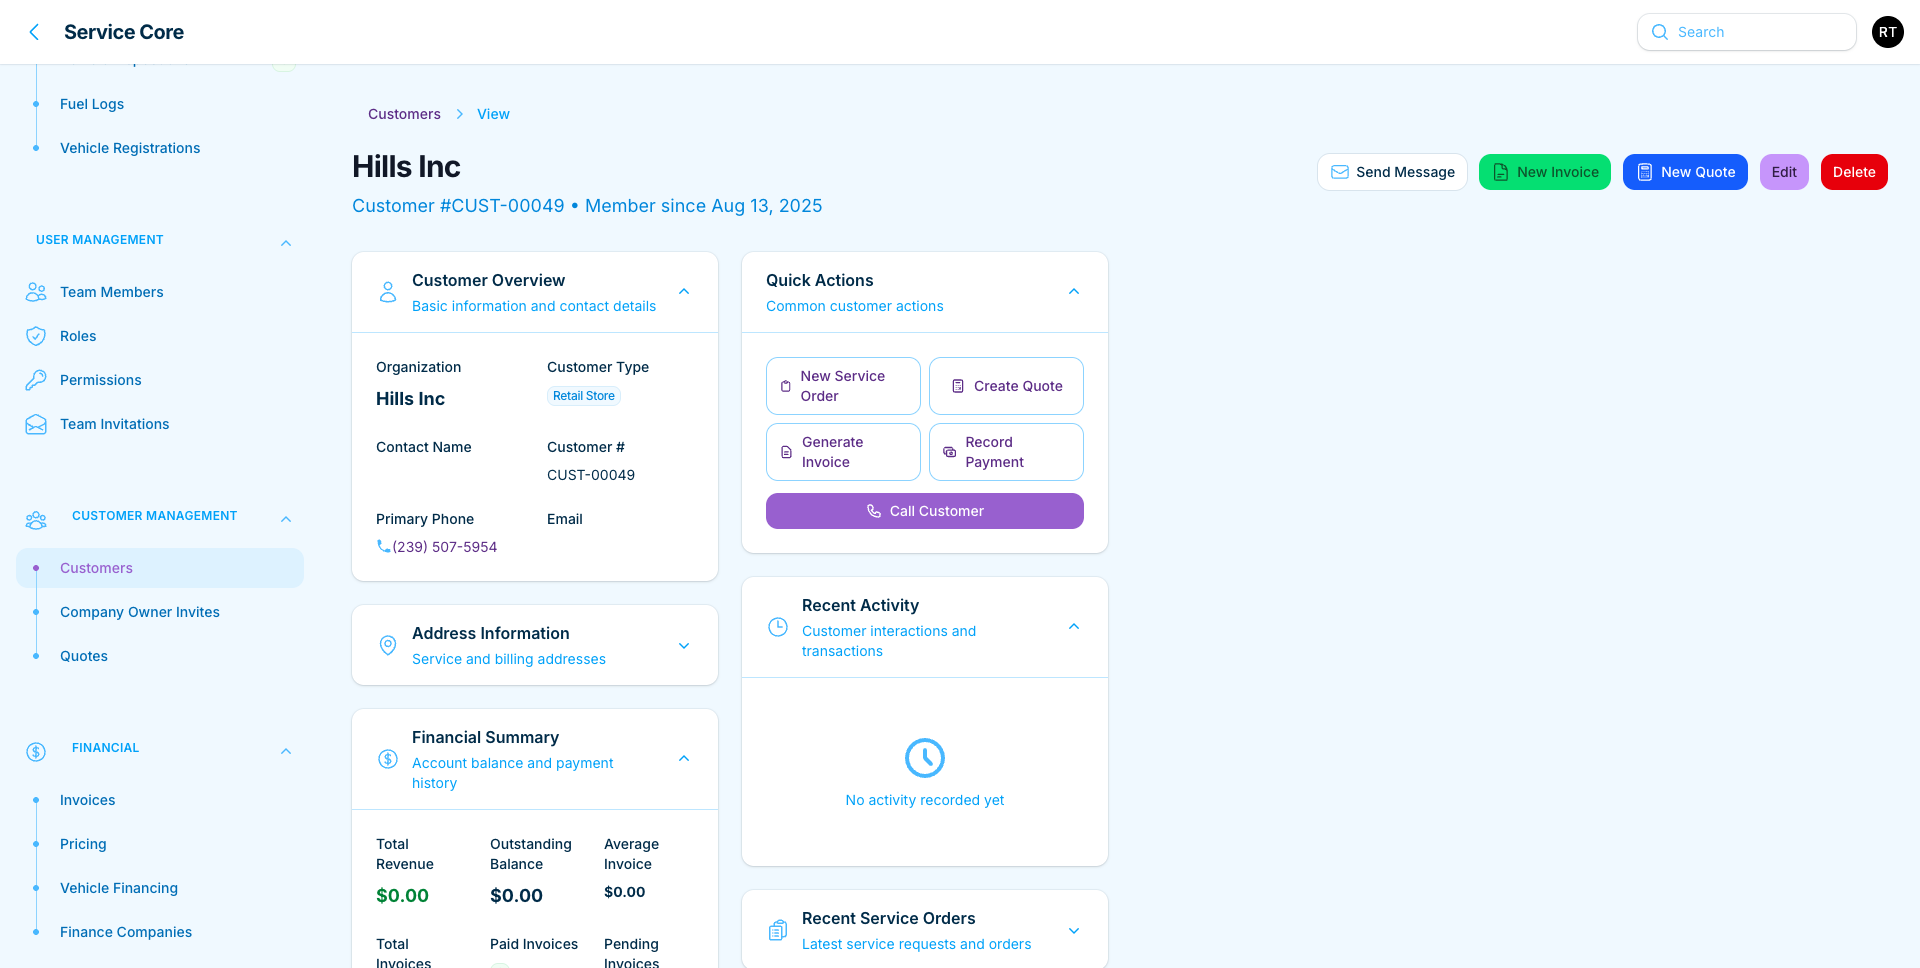 Service Core
Search
RT
Fuel Logs
Vehicle Registrations
USER MANAGEMENT
Team Members
Roles
Permissions
Team Invitations
CUSTOMER MANAGEMENT
Customers
Company Owner Invites
Quotes
FINANCIAL
Invoices
Pricing
Vehicle Financing
Finance Companies
Customers
View
Hills Inc
Customer #CUST-00049 • Member since Aug 13, 2025
Send Message
New Invoice
New Quote
Edit
Delete
Customer Overview
Basic information and contact details
Organization
Hills Inc
Customer Type
Retail Store
Contact Name
Customer #
CUST-00049
Primary Phone
(239) 507-5954
Email
Address Information
Service and billing addresses
Financial Summary
Account balance and payment
history
Total
Revenue
$0.00
Outstanding
Balance
$0.00
Average
Invoice
$0.00
Total
Invoices
Paid Invoices
Pending
Invoices
Quick Actions
Common customer actions
New Service
Order
Create Quote
Generate
Invoice
Record
Payment
Call Customer
Recent Activity
Customer interactions and
transactions
No activity recorded yet
Recent Service Orders
Latest service requests and orders